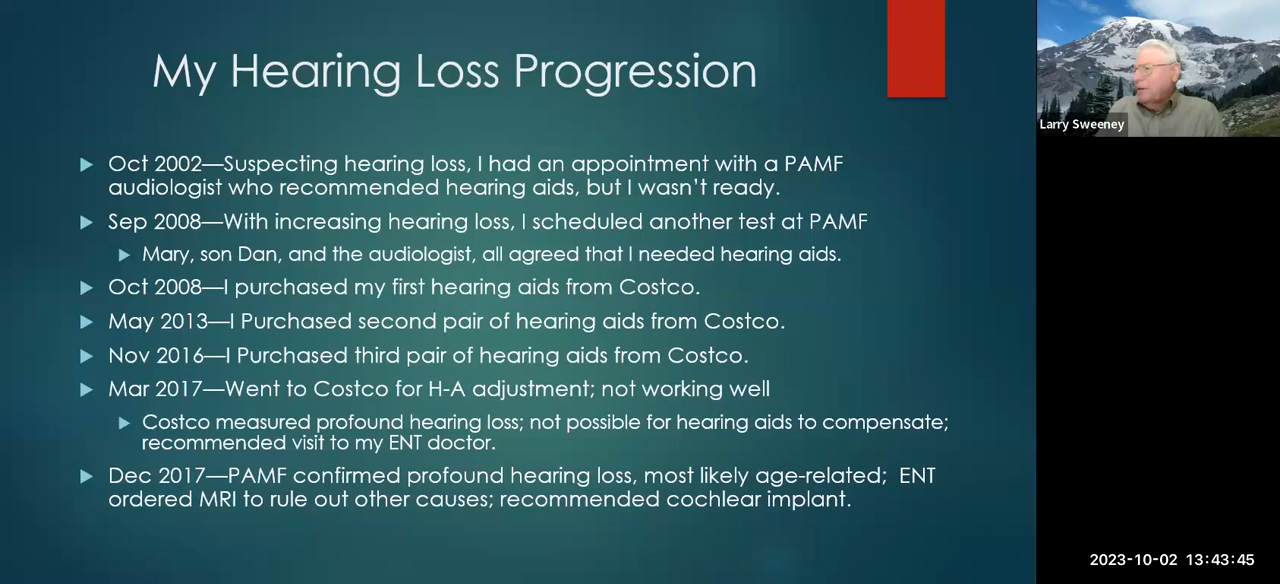 My Hearing Loss Progression
Oct 2002—Suspecting hearing loss, I had an appointment with a PAMF
audiologist who recommended hearing aids, but I wasn't ready.
Sep 2008—With increasing hearing loss, I scheduled another test at PAMF
Mary, son Dan, and the audiologist, all agreed that I needed hearing aids.
Oct 2008—I purchased my first hearing aids from Costco.
May 2013—I Purchased second pair of hearing aids from Costco.
Nov 2016—I Purchased third pair of hearing aids from Costco.
Mar 2017—Went to Costco for H-A adjustment; not working well
Costco measured profound hearing loss; not possible for hearing aids to compensate;
recommended visit to my ENT doctor.
Dec 2017—PAMF confirmed profound hearing loss, most likely age-related;  ENT
ordered MRI to rule out other causes; recommended cochlear implant.
Larry Sweeney
2023-10-02 13:43:45